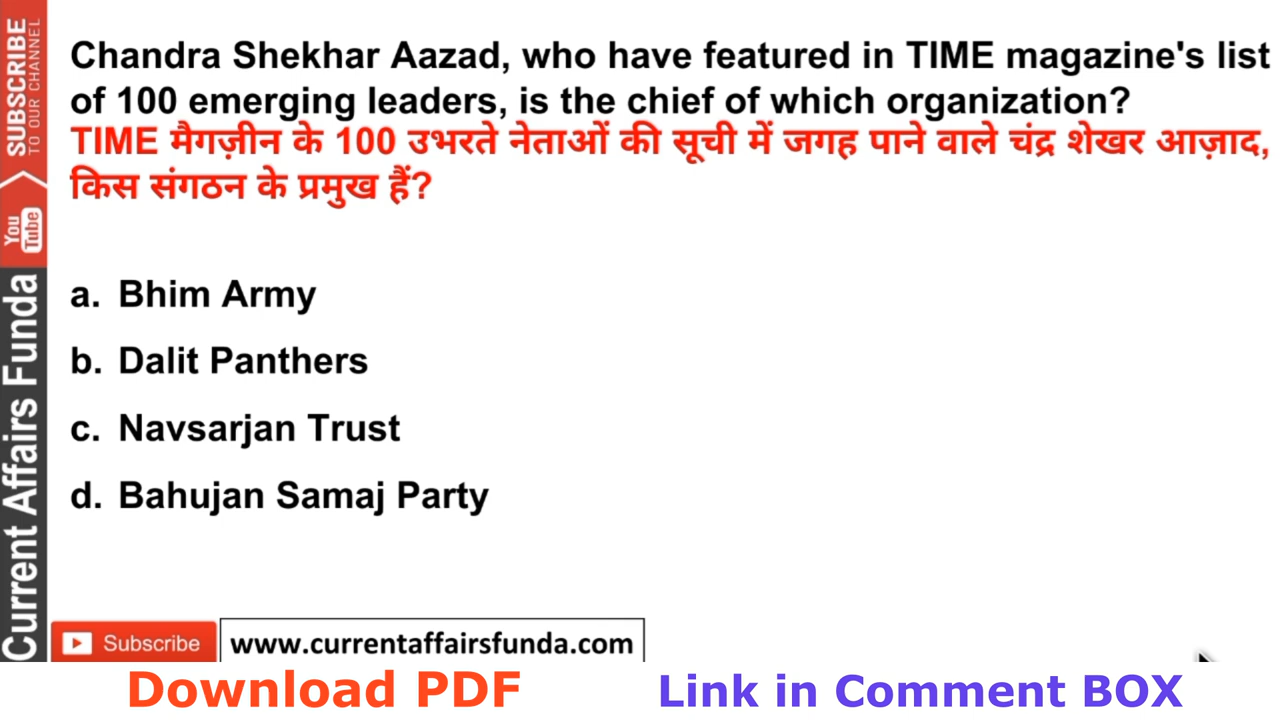 Chandra Shekhar Aazad, who have featured in TIME magazine's list
of 100 emerging leaders, is the chief of which organization?
TIME मैगज़ीन के 100 उभरते नेताओं की सूची में जगह पाने वाले चंद्र शेखर आज़ाद,
किस संगठन के प्रमुख हैं?
a. Bhim Army
b. Dalit Panthers
c. Navsarjan Trust
d. Bahujan Samaj Party
SUBSCRIBE
TO OUR CHANNEL
You
Tube
Current Affairs Funda
Subscribe
www.currentaffairsfunda.com
Download PDF
Link in Comment BOX